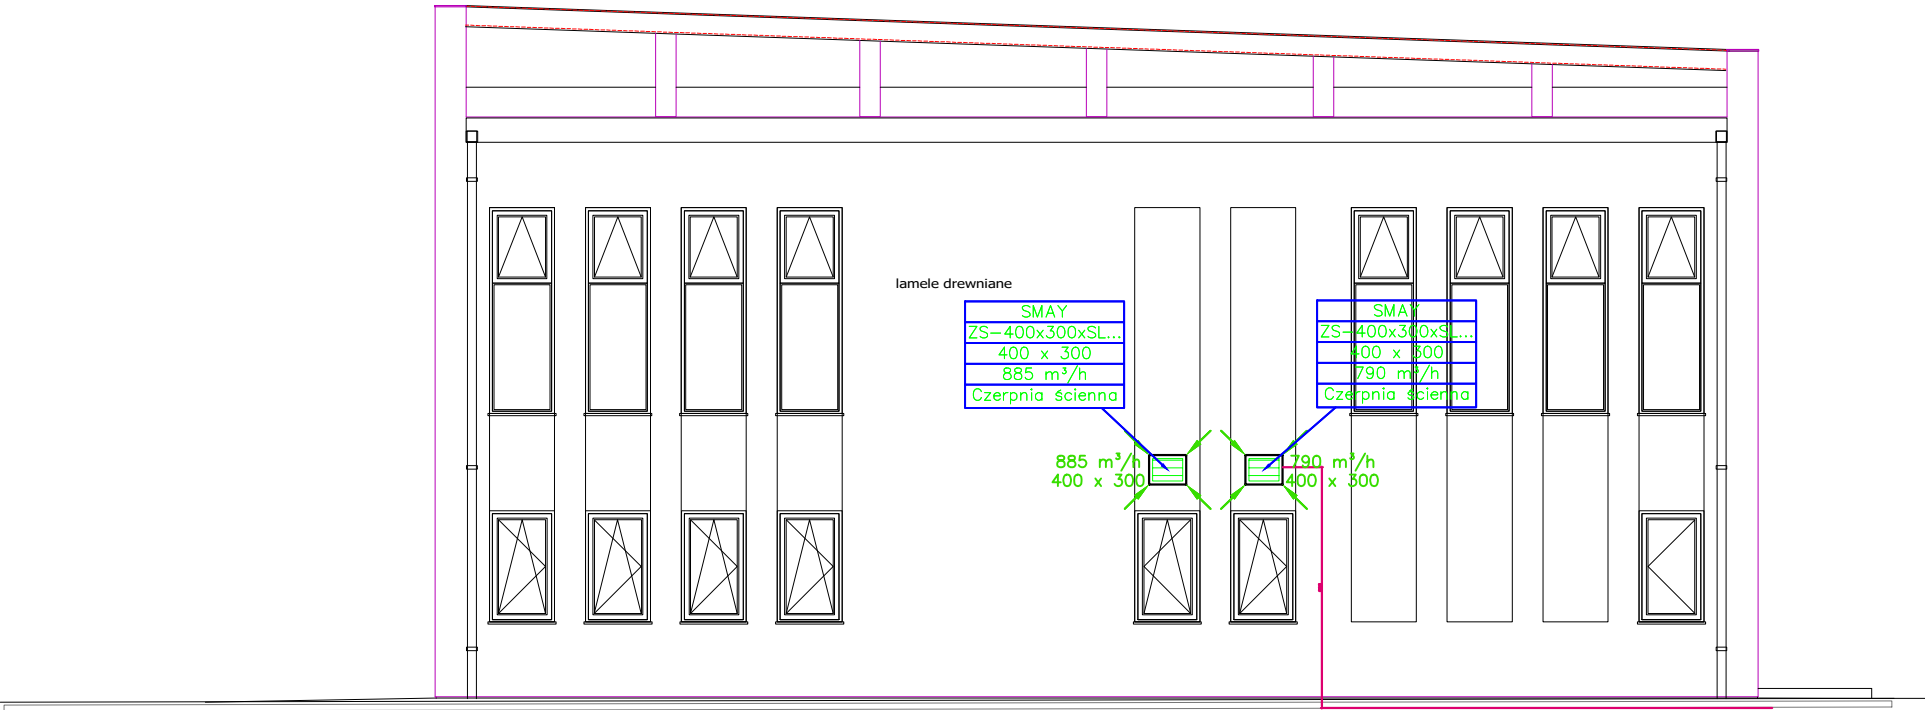 lamele drewniane
SMAY
ZS-400x300xSL...
400 x 300
885 m³/h
Czerpnia ścienna
SMAY
ZS-400x300xSL...
400 x 300
790 m³/h
Czerpnia ścienna
885 m³/h
400 x 300
790 m³/h
400 x 300